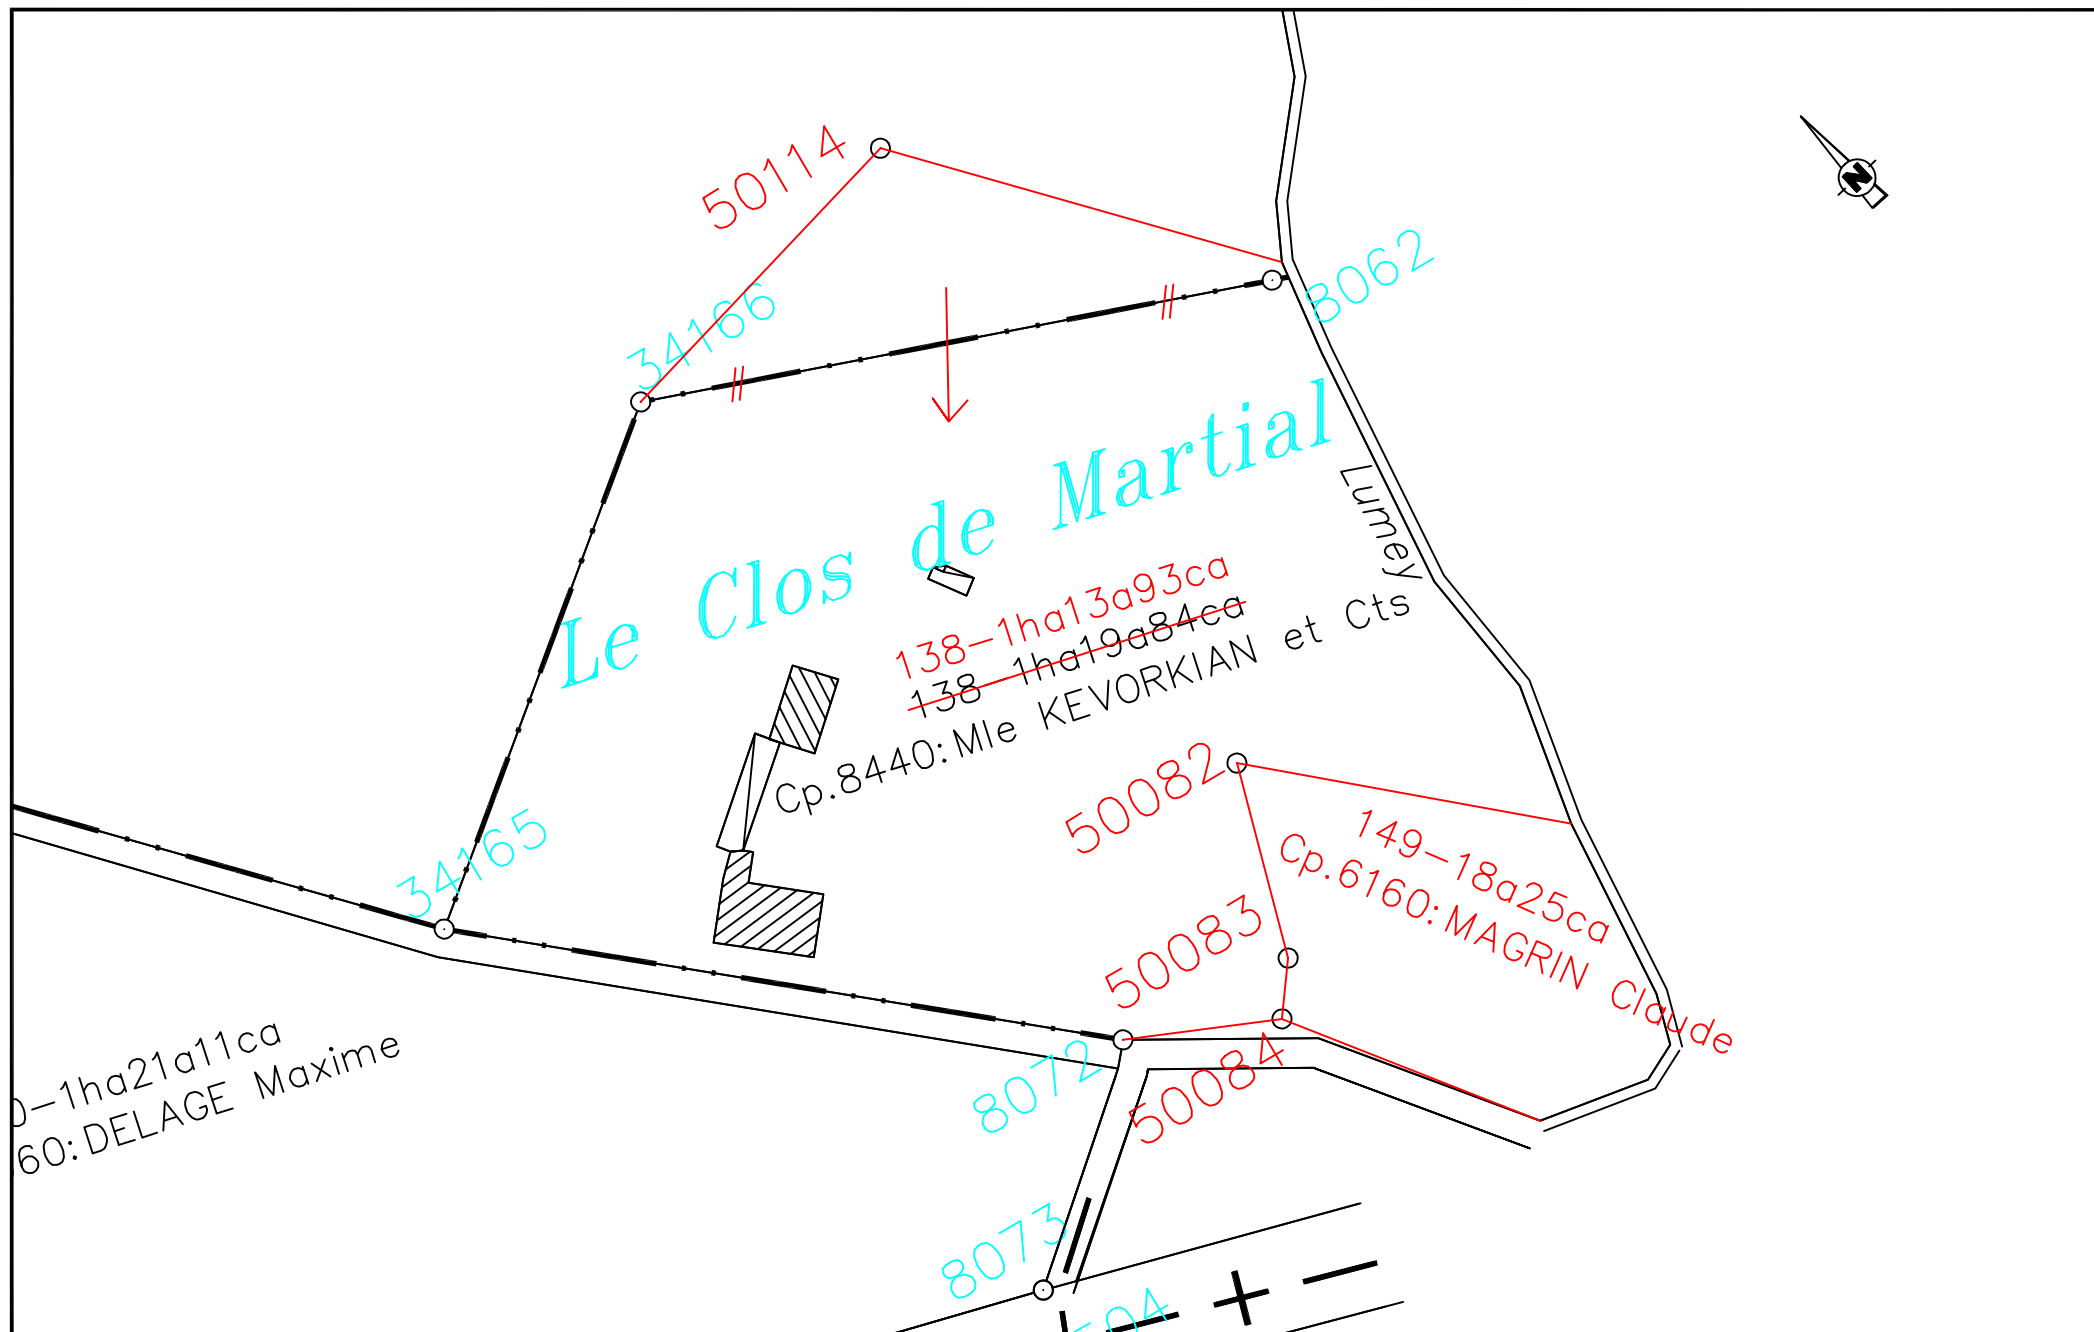 50114
N
8062
34166
Le Clos de Martial
Lumey
138-1ha13a93ca
138 1ha19a84ca
Cp.8440: Mle KEVORKIAN et Cts
50082
149-18a25ca
Cp.6160: MAGRIN Claude
34165
50083
50084
8072
0-1ha21a11ca
60: DELAGE Maxime
8073
504